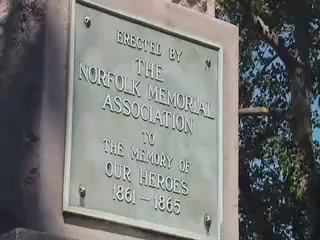 ERECTED BY
THE
NORFOLK MEMORIAL
ASSOCIATION
TO
THE MEMORY OF
OUR HEROES
1861-1865